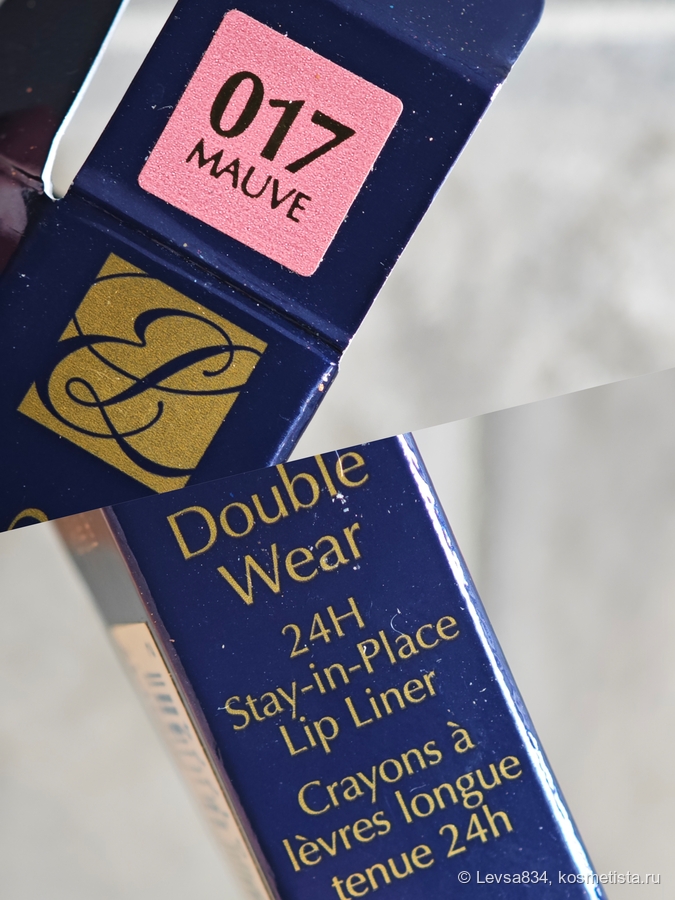 017
MAUVE
Double
Wear
24H
Stay-in-Place
Lip Liner
Crayons à
lèvres longue
tenue 24h
© Levsa834, kosmetista.ru